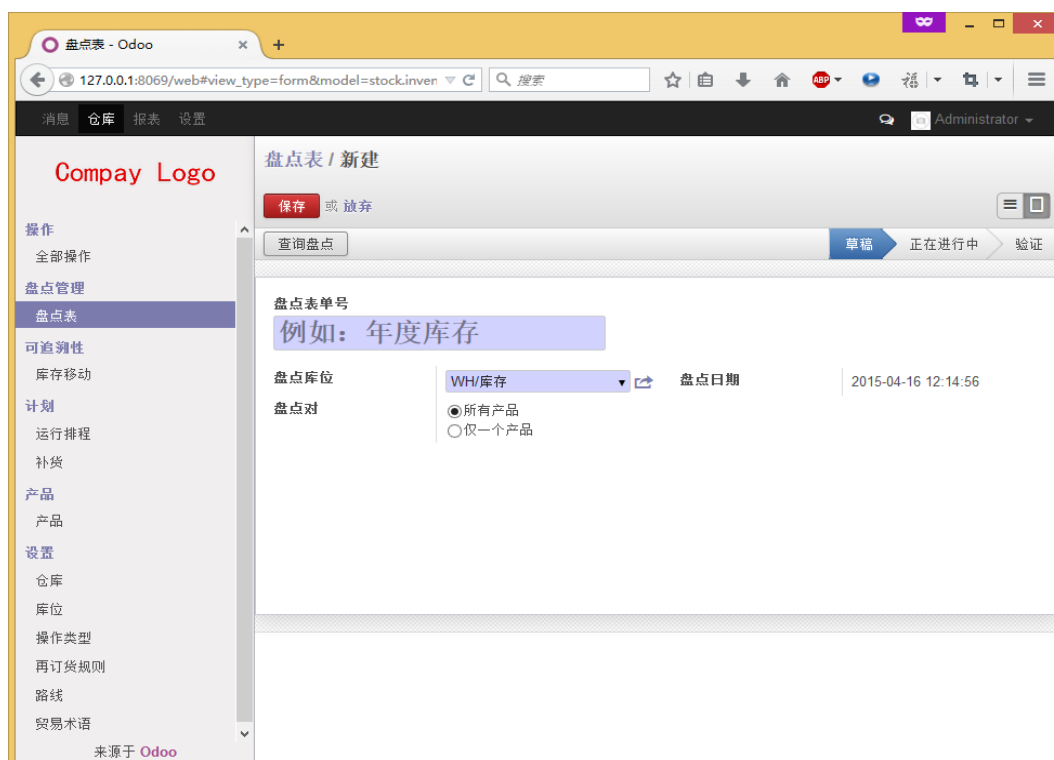 盘点表 - Odoo
127.0.0.1:8069/web#view_type=form&model=stock.inven
搜索
ABP
消息 仓库 报表 设置
Administrator
Compay Logo
盘点表 / 新建
保存 或 放弃
操作
全部操作
查询盘点
草稿 正在进行中 验证
盘点管理
盘点表
可追溯性
库存移动
计划
运行排程
补货
产品
产品
设置
仓库
库位
操作类型
再订货规则
路线
贸易术语
来源于 Odoo
盘点表单号
例如：年度库存
盘点库位
WH/库存
盘点日期
2015-04-16 12:14:56
盘点对
所有产品
仅一个产品